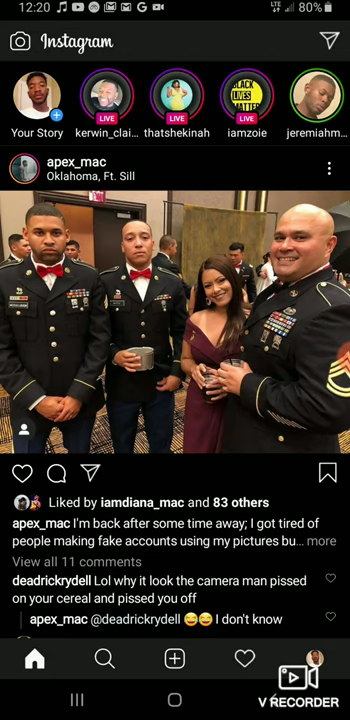 12:20
LTE
80%
Instagram
LIVE LIVE LIVE
BLACK
LIVES
MATTER
Your Story kerwin_clai... thatshekinah iamzoie jeremiahm...
apex_mac
Oklahoma, Ft. Sill
Liked by iamdiana_mac and 83 others
apex_mac I'm back after some time away; I got tired of
people making fake accounts using my pictures bu... more
View all 11 comments
deadrickrydell Lol why it look the camera man pissed
on your cereal and pissed you off
apex_mac @deadrickrydell 😂😂 I don't know
V RECORDER